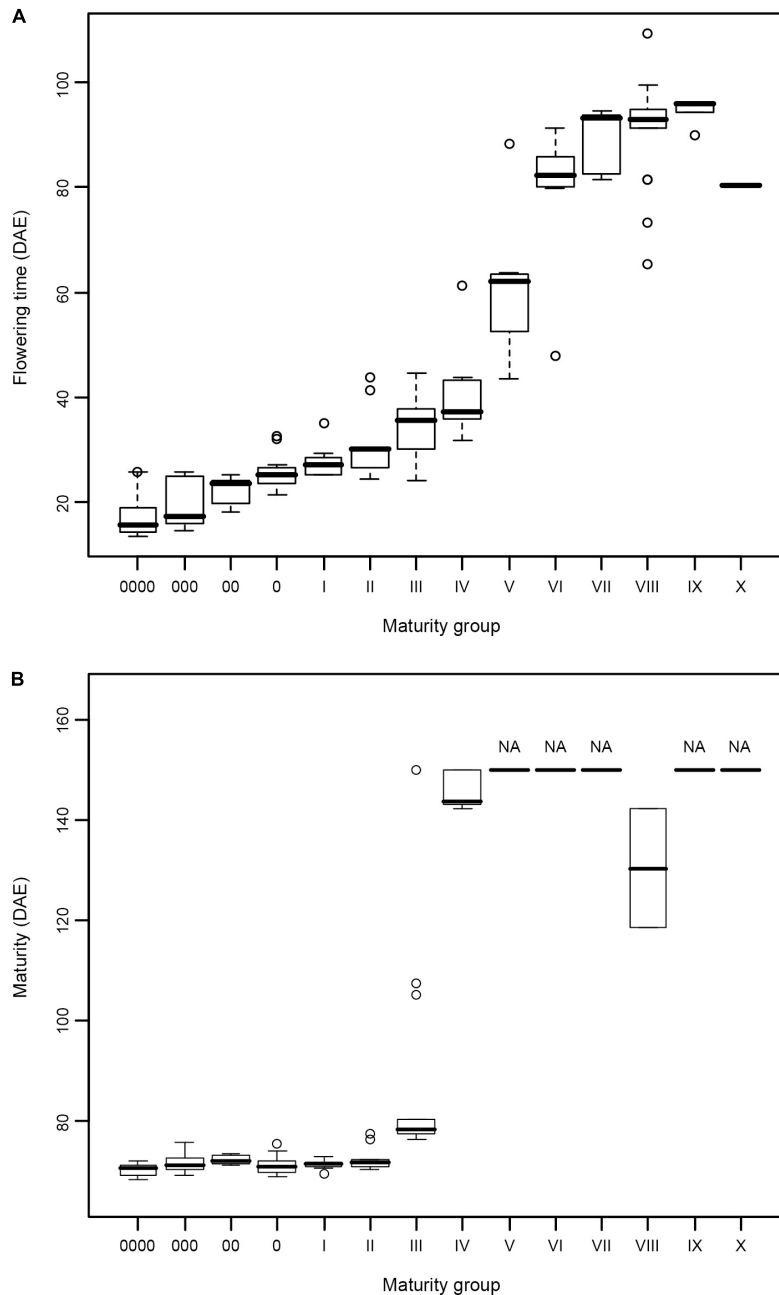 A
Flowering time (DAE)
100
80
60
40
20
0000 000 00 0 I II III IV V VI VII VIII IX X
Maturity group
B
Maturity (DAE)
160
140
120
100
80
NA NA NA NA NA
0000 000 00 0 I II III IV V VI VII VIII IX X
Maturity group